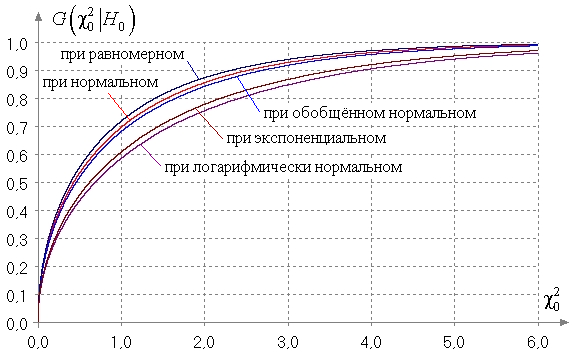 G(χ₀²|H₀)
1.0
при равномерном
0.9
при нормальном
0.8
при обобщённом нормальном
0.7
при экспоненциальном
0.6
при логарифмически нормальном
0.5
0.4
0.3
0.2
0.1
χ₀²
0.0
0,0 1,0 2,0 3,0 4,0 5,0 6,0